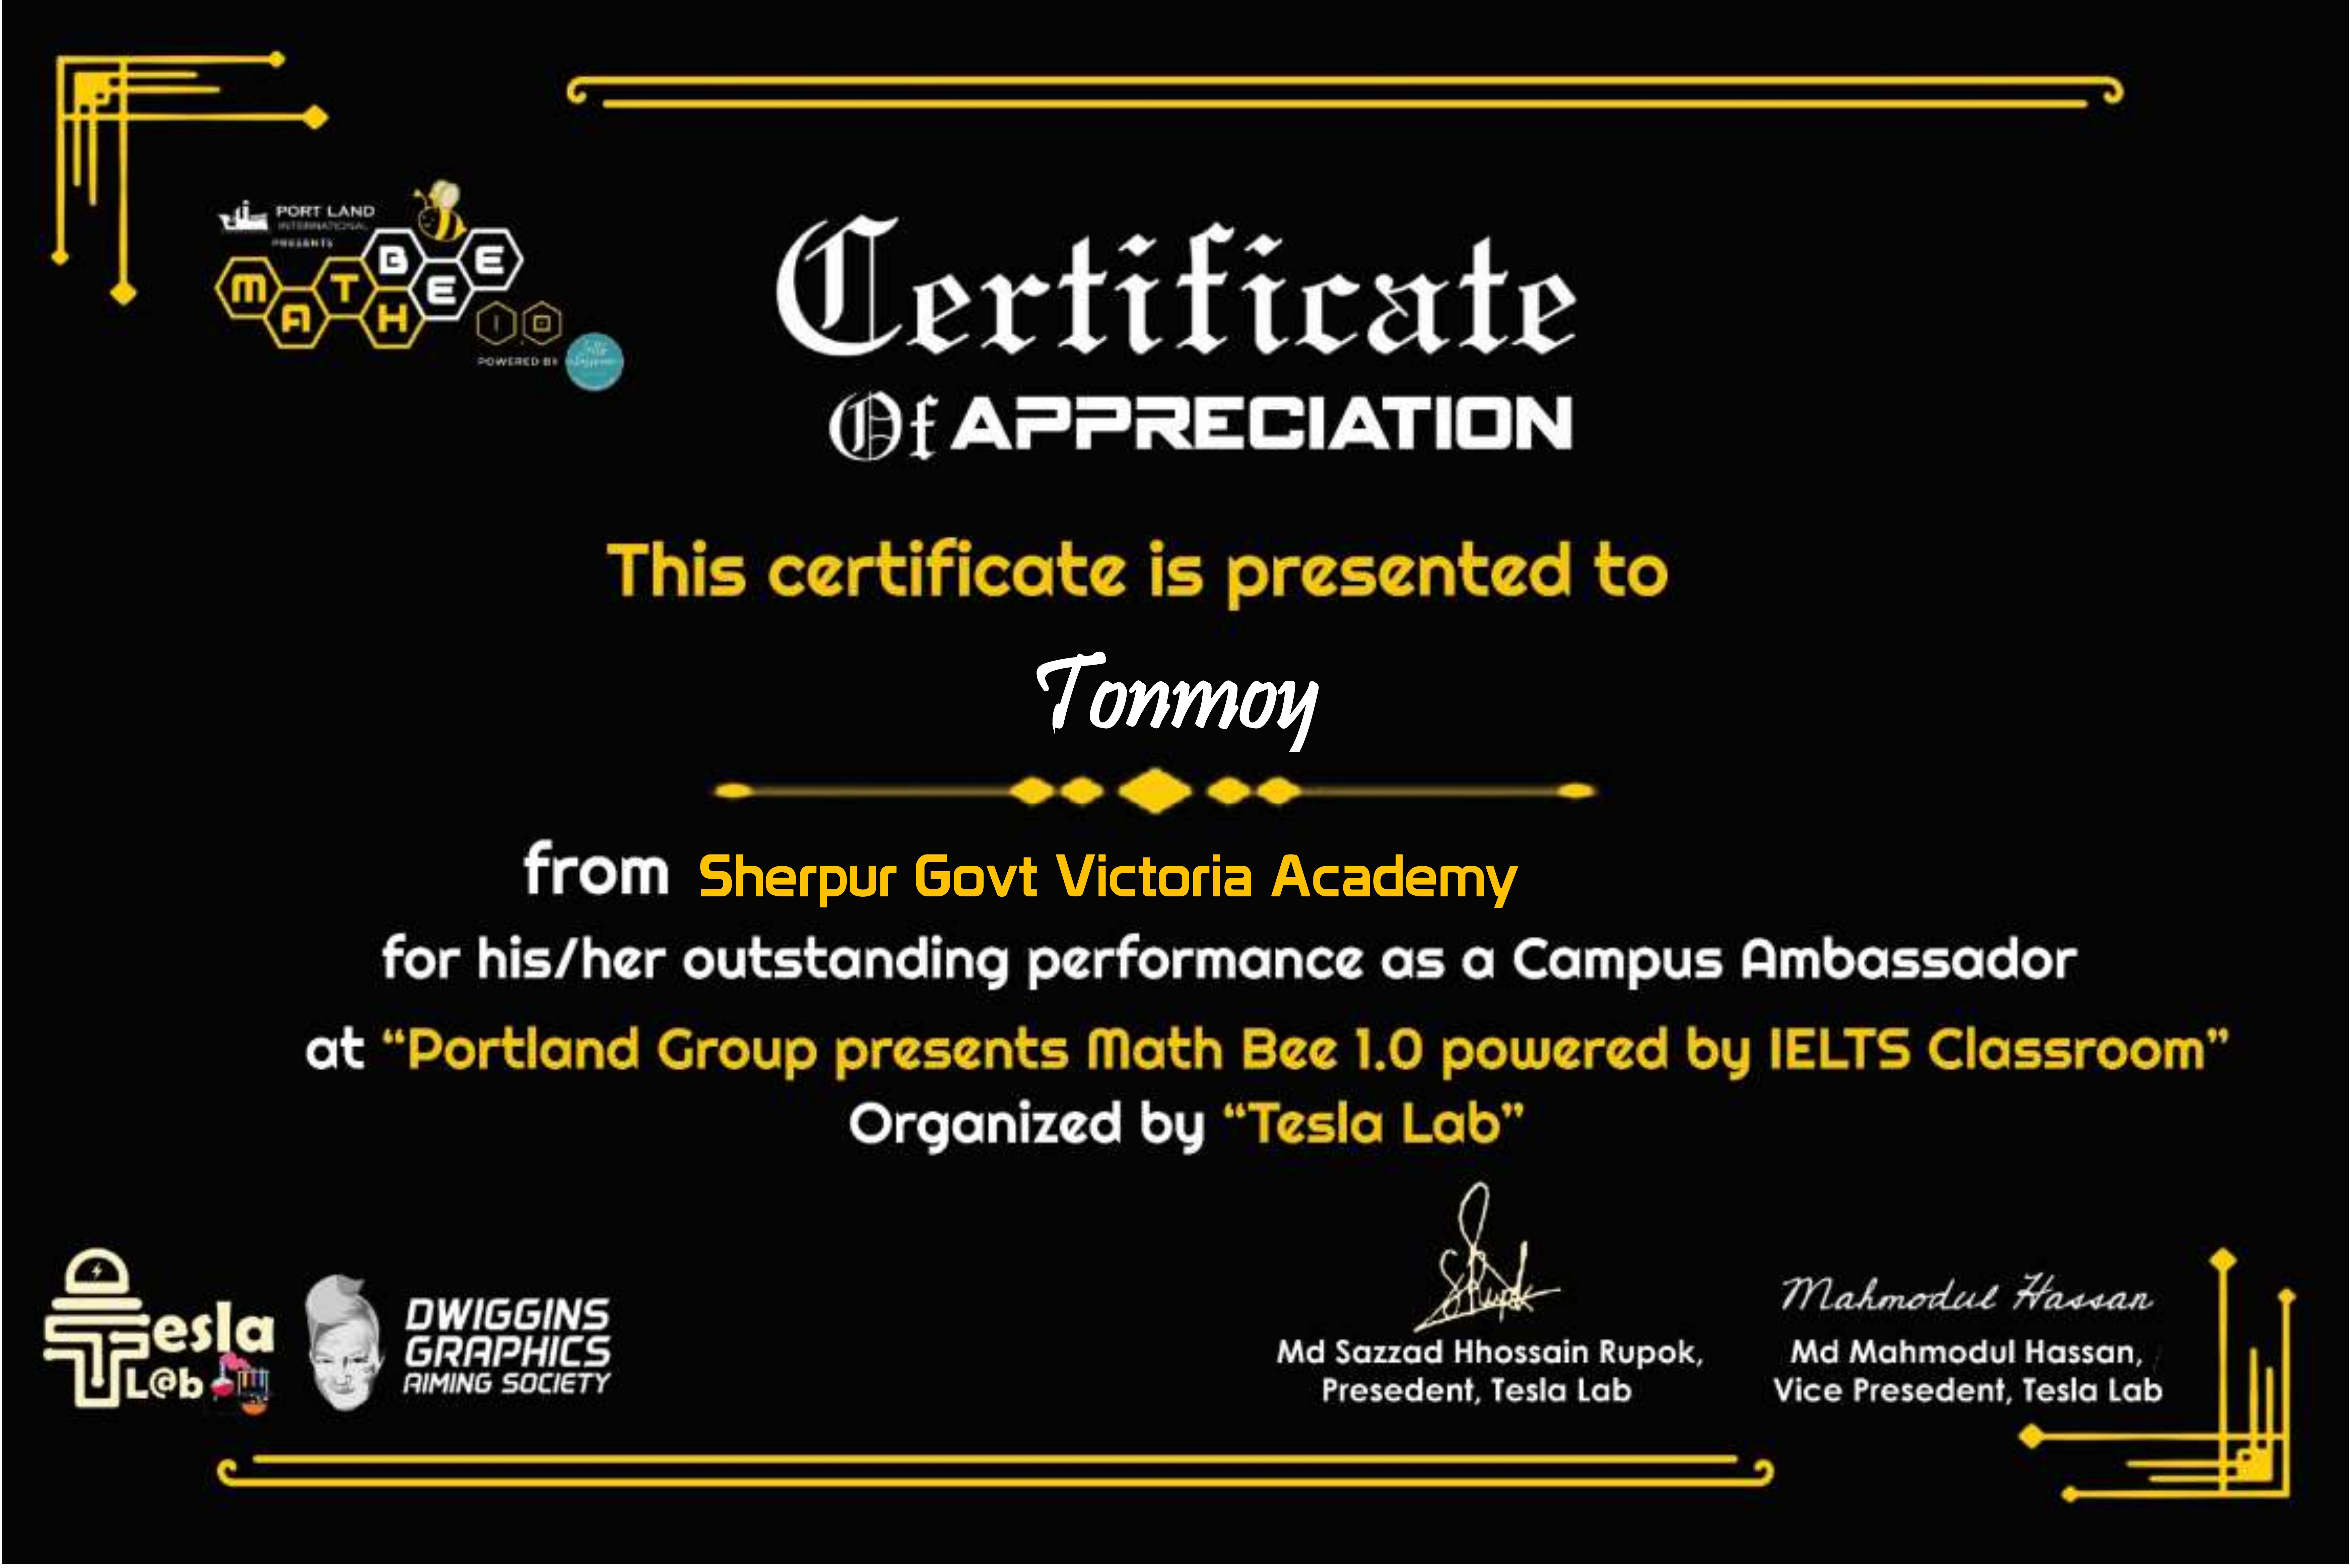 PORT LAND
INTERNATIONAL
PRESENTS
MATH BEE
1.0
POWERED BY
Certificate
Of APPRECIATION
This certificate is presented to
Tonmoy
from Sherpur Govt Victoria Academy
for his/her outstanding performance as a Campus Ambassador
at “Portland Group presents Math Bee 1.0 powered by IELTS Classroom”
Organized by “Tesla Lab”
Tesla
L@b
DWIGGINS
GRAPHICS
AIMING SOCIETY
Mahmodul Hassan
Md Sazzad Hhossain Rupok,
Presedent, Tesla Lab
Md Mahmodul Hassan,
Vice Presedent, Tesla Lab